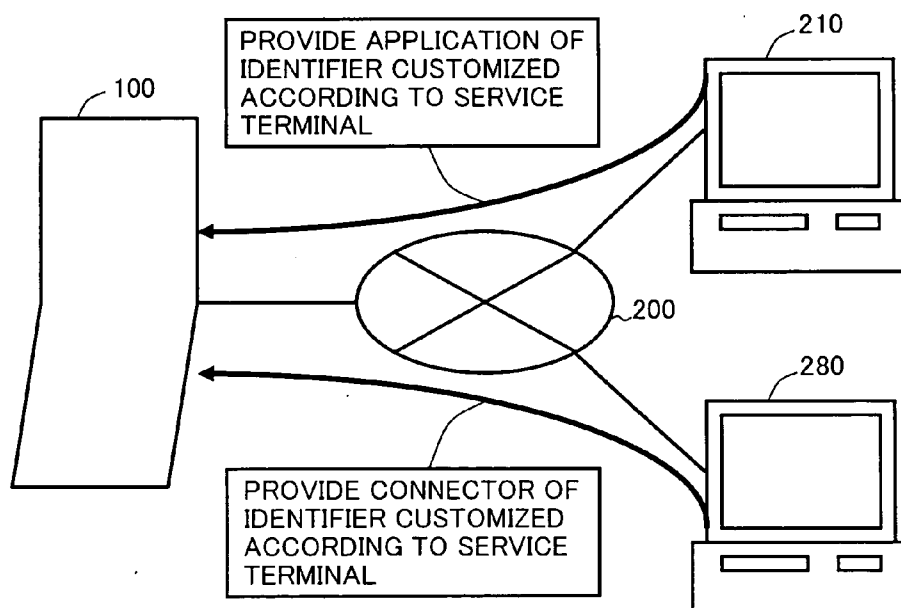 PROVIDE APPLICATION OF
IDENTIFIER CUSTOMIZED
ACCORDING TO SERVICE
TERMINAL
210
100
200
280
PROVIDE CONNECTOR OF
IDENTIFIER CUSTOMIZED
ACCORDING TO SERVICE
TERMINAL